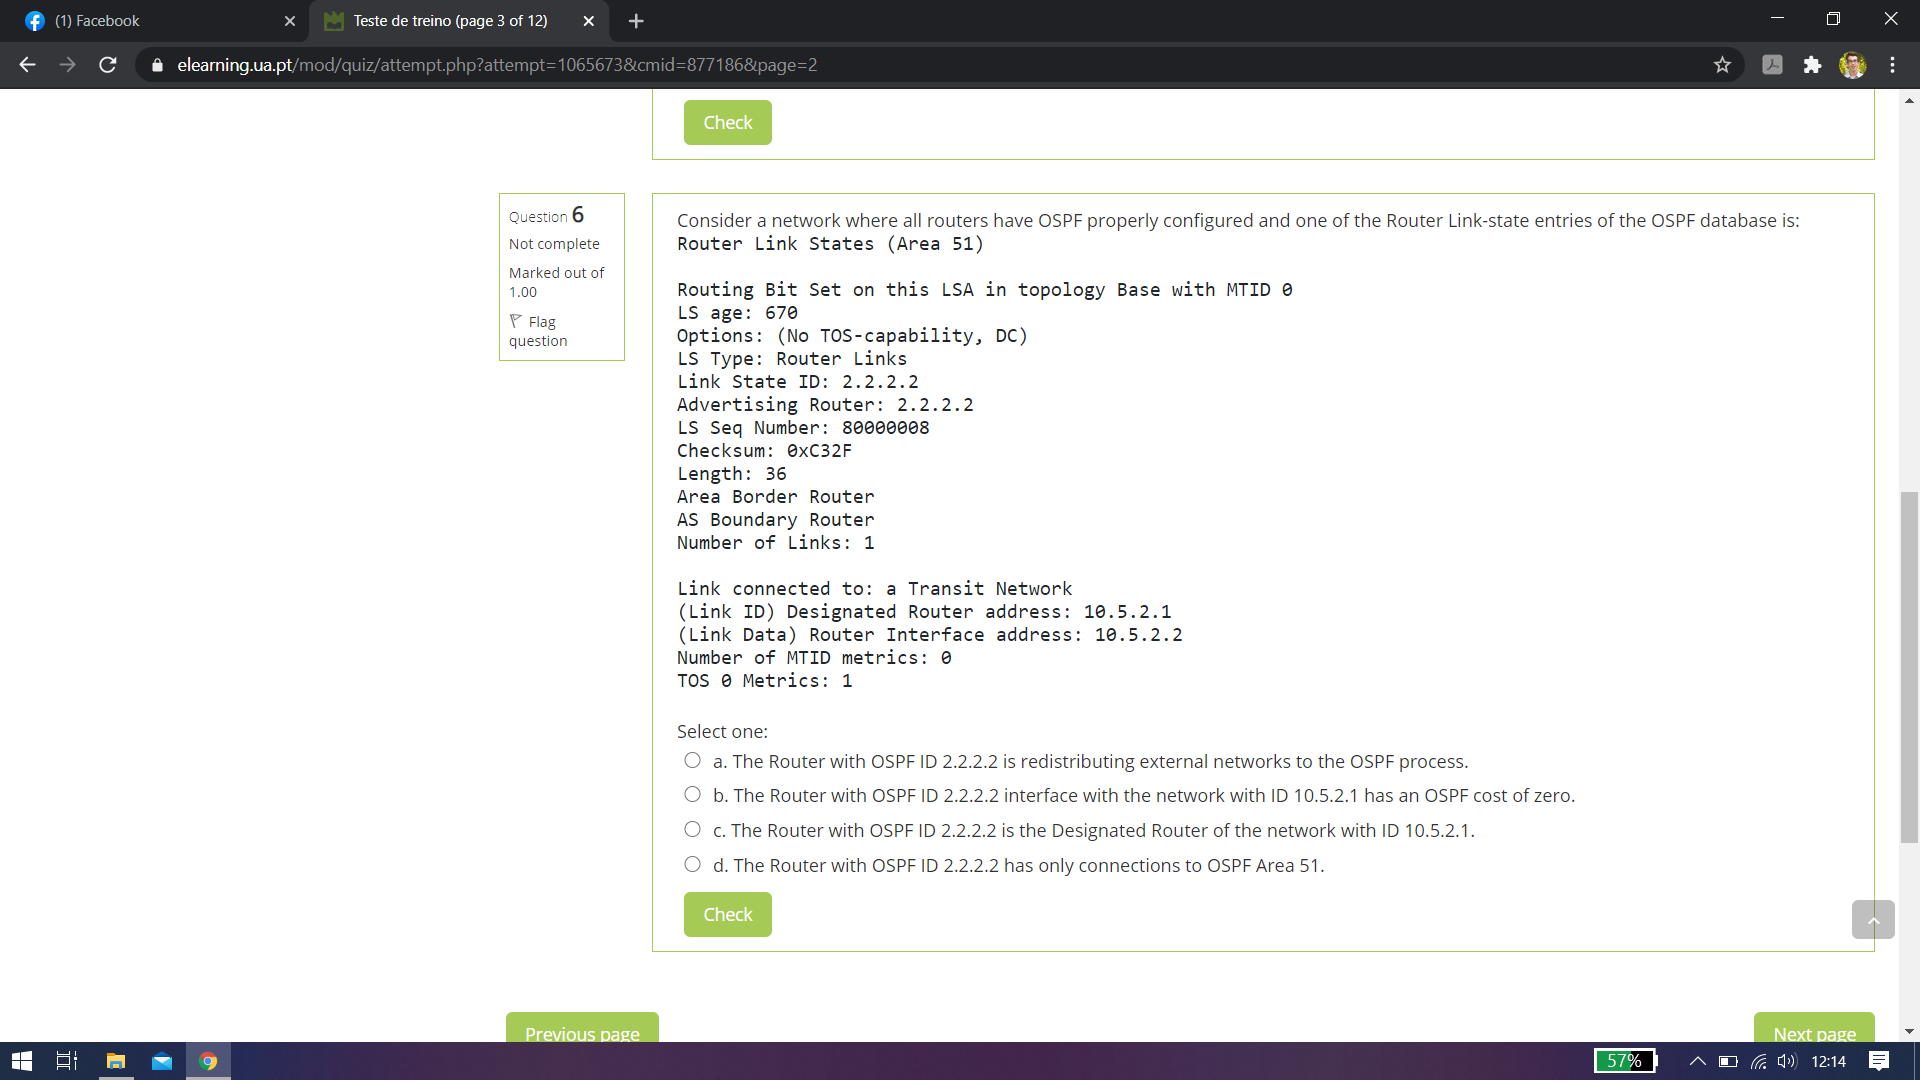 (1) Facebook
Teste de treino (page 3 of 12)
elearning.ua.pt/mod/quiz/attempt.php?attempt=1065673&cmid=877186&page=2
Check
Question 6
Not complete
Marked out of
1.00
Flag
question
Consider a network where all routers have OSPF properly configured and one of the Router Link-state entries of the OSPF database is:
Router Link States (Area 51)
Routing Bit Set on this LSA in topology Base with MTID 0
LS age: 670
Options: (No TOS-capability, DC)
LS Type: Router Links
Link State ID: 2.2.2.2
Advertising Router: 2.2.2.2
LS Seq Number: 80000008
Checksum: 0xC32F
Length: 36
Area Border Router
AS Boundary Router
Number of Links: 1
Link connected to: a Transit Network
(Link ID) Designated Router address: 10.5.2.1
(Link Data) Router Interface address: 10.5.2.2
Number of MTID metrics: 0
TOS 0 Metrics: 1
Select one:
a. The Router with OSPF ID 2.2.2.2 is redistributing external networks to the OSPF process.
b. The Router with OSPF ID 2.2.2.2 interface with the network with ID 10.5.2.1 has an OSPF cost of zero.
c. The Router with OSPF ID 2.2.2.2 is the Designated Router of the network with ID 10.5.2.1.
d. The Router with OSPF ID 2.2.2.2 has only connections to OSPF Area 51.
Check
Previous page
Next page
57%
12:14